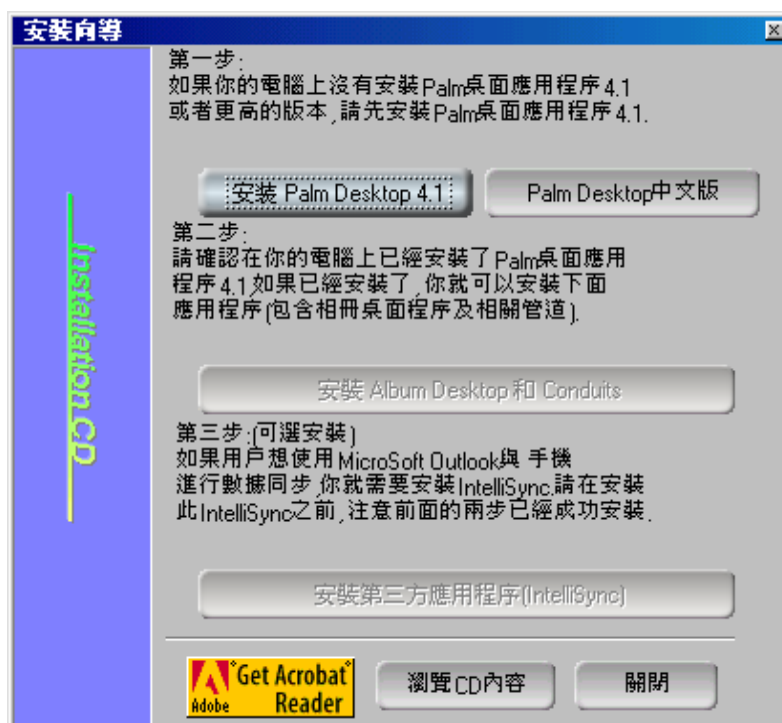 安裝向導
第一步:
如果你的電腦上沒有安裝Palm桌面應用程序4.1
或者更高的版本,請先安裝Palm桌面應用程序4.1.
安裝 Palm Desktop 4.1
Palm Desktop中文版
第二步:
請確認在你的電腦上已經安裝了Palm桌面應用
程序4.1,如果已經安裝了,你就可以安裝下面
應用程序(包含相冊桌面程序及相關管道).
安裝 Album Desktop 和 Conduits
第三步:(可選安裝)
如果用戶想使用MicroSoft Outlook與 手機
進行數據同步,你就需要安裝IntelliSync.請在安裝
此IntelliSync之前,注意前面的兩步已經成功安裝.
安裝第三方應用程序(IntelliSync)
Installation CD
Get Acrobat
Adobe Reader
瀏覽CD內容
關閉